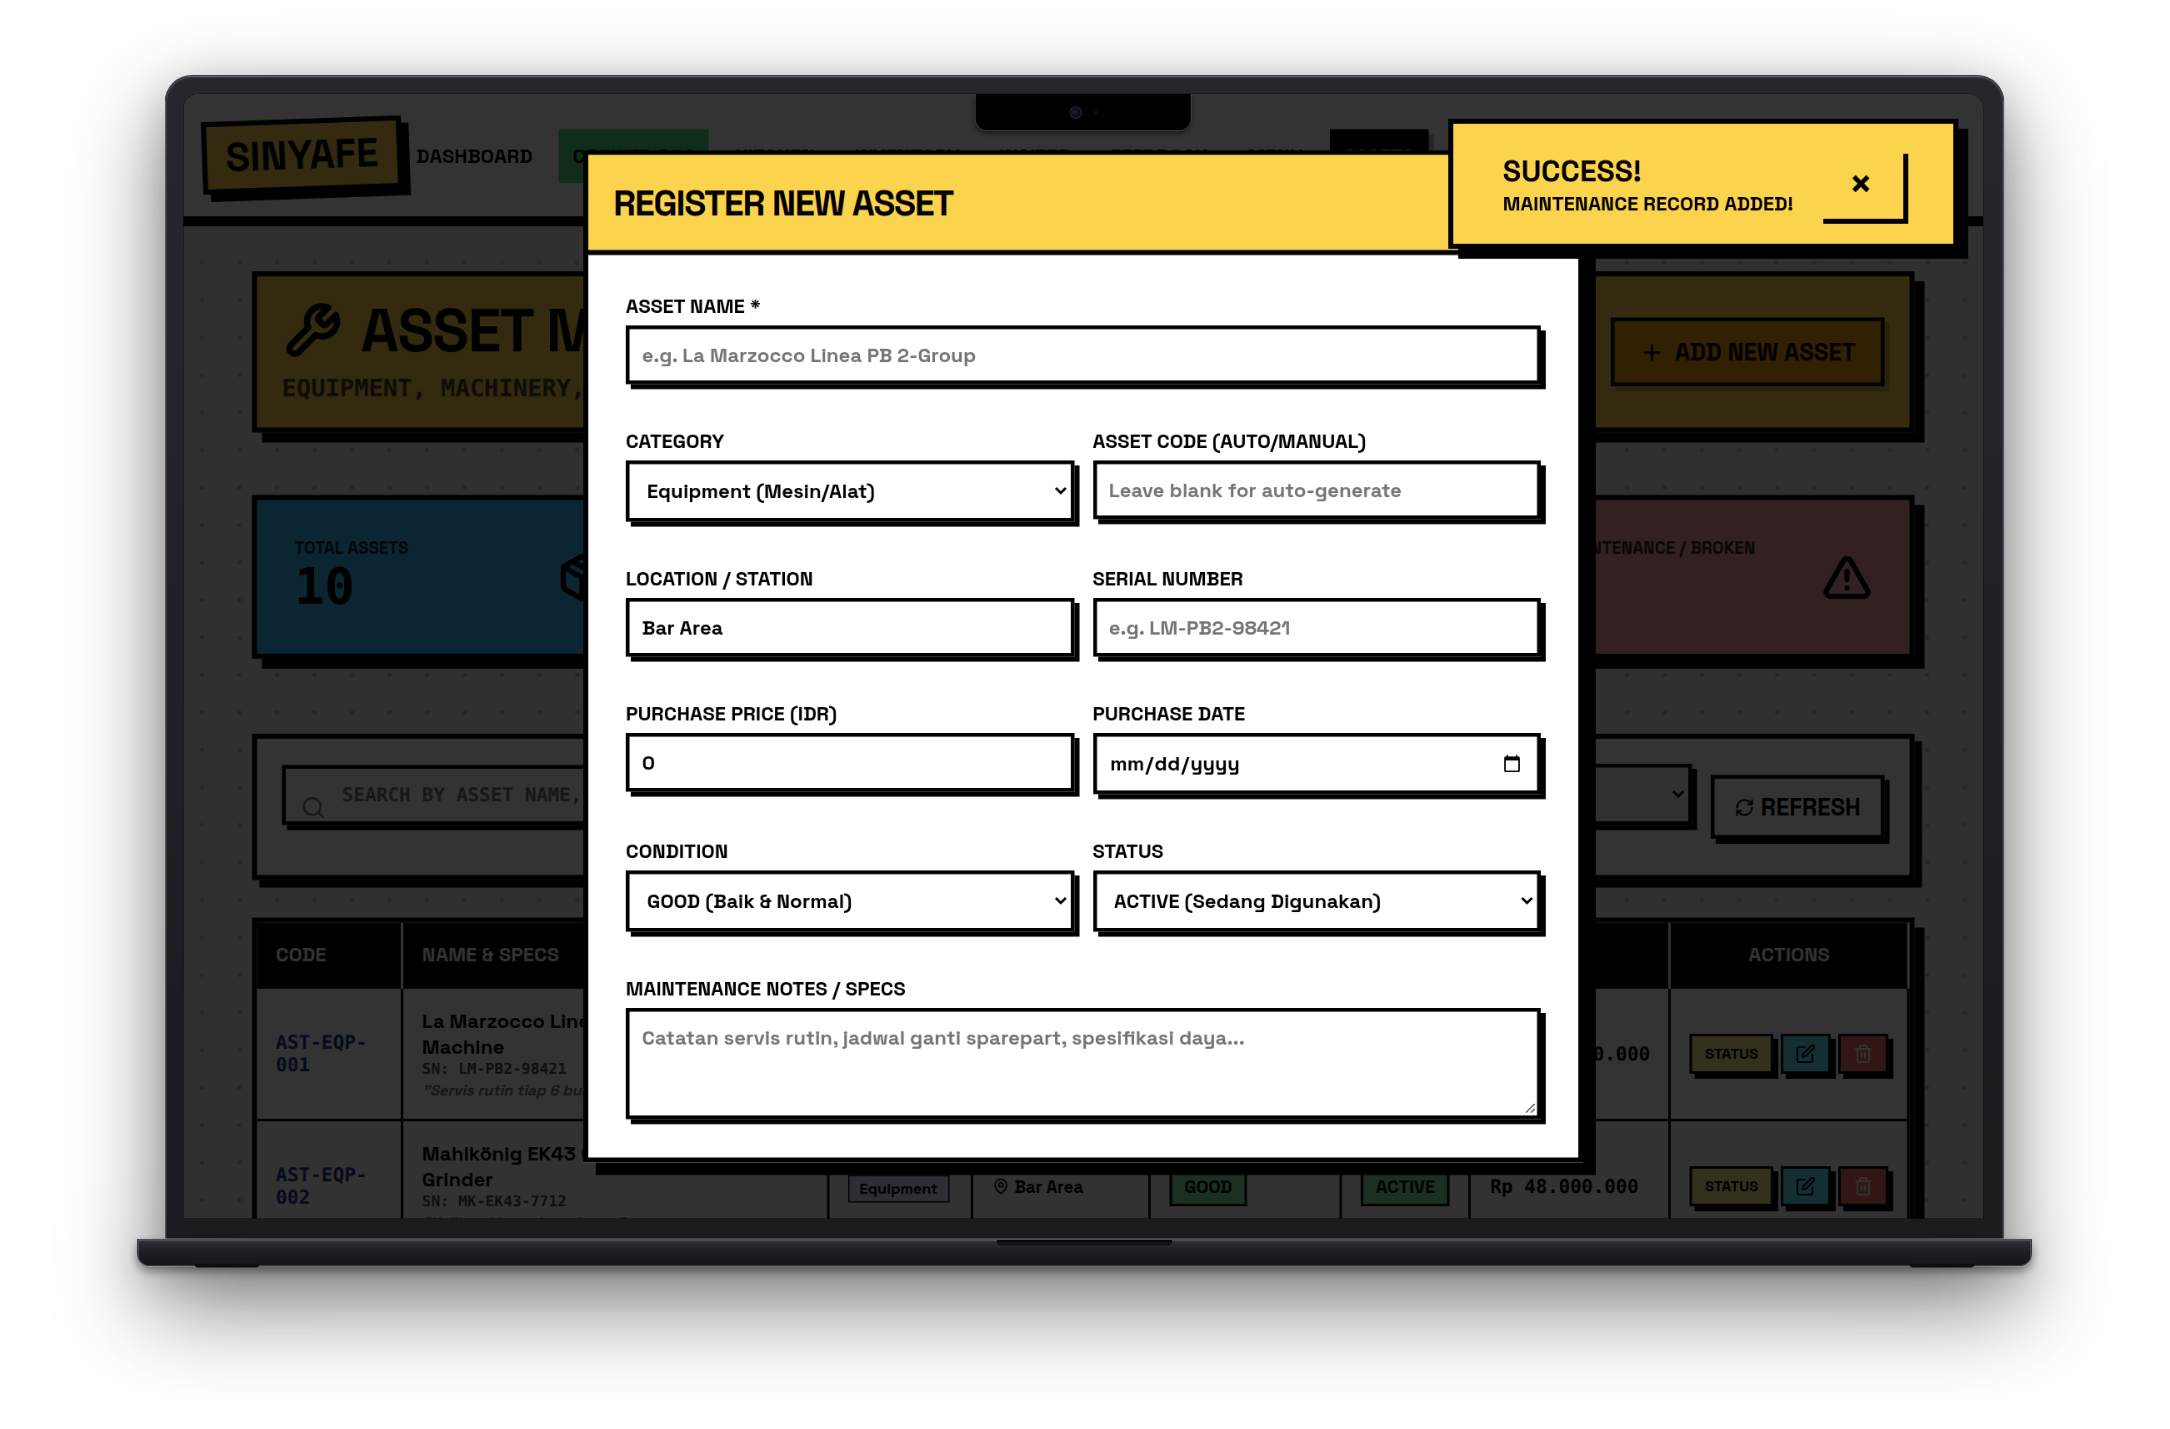 SINYAFE
DASHBOARD
SUCCESS!
MAINTENANCE RECORD ADDED!
REGISTER NEW ASSET
ASSET NAME *
e.g. La Marzocco Linea PB 2-Group
CATEGORY
ASSET CODE (AUTO/MANUAL)
Equipment (Mesin/Alat)
Leave blank for auto-generate
LOCATION / STATION
SERIAL NUMBER
Bar Area
e.g. LM-PB2-98421
PURCHASE PRICE (IDR)
PURCHASE DATE
0
mm/dd/yyyy
CONDITION
STATUS
GOOD (Baik & Normal)
ACTIVE (Sedang Digunakan)
MAINTENANCE NOTES / SPECS
Catatan servis rutin, jadwal ganti sparepart, spesifikasi daya...
ASSET
EQUIPMENT, MACHINERY,
+ ADD NEW ASSET
TOTAL ASSETS
10
/ BROKEN
SEARCH BY ASSET NAME,
REFRESH
CODE
NAME & SPECS
ACTIONS
AST-EQP-
001
La Marzocco
Machine
SN: LM-PB2-98421
"Servis rutin tiap 6
0.000
STATUS
AST-EQP-
002
Mahlkönig EK43
Grinder
SN: MK-EK43-7712
Equipment
Bar Area
GOOD
ACTIVE
Rp 48.000.000
STATUS